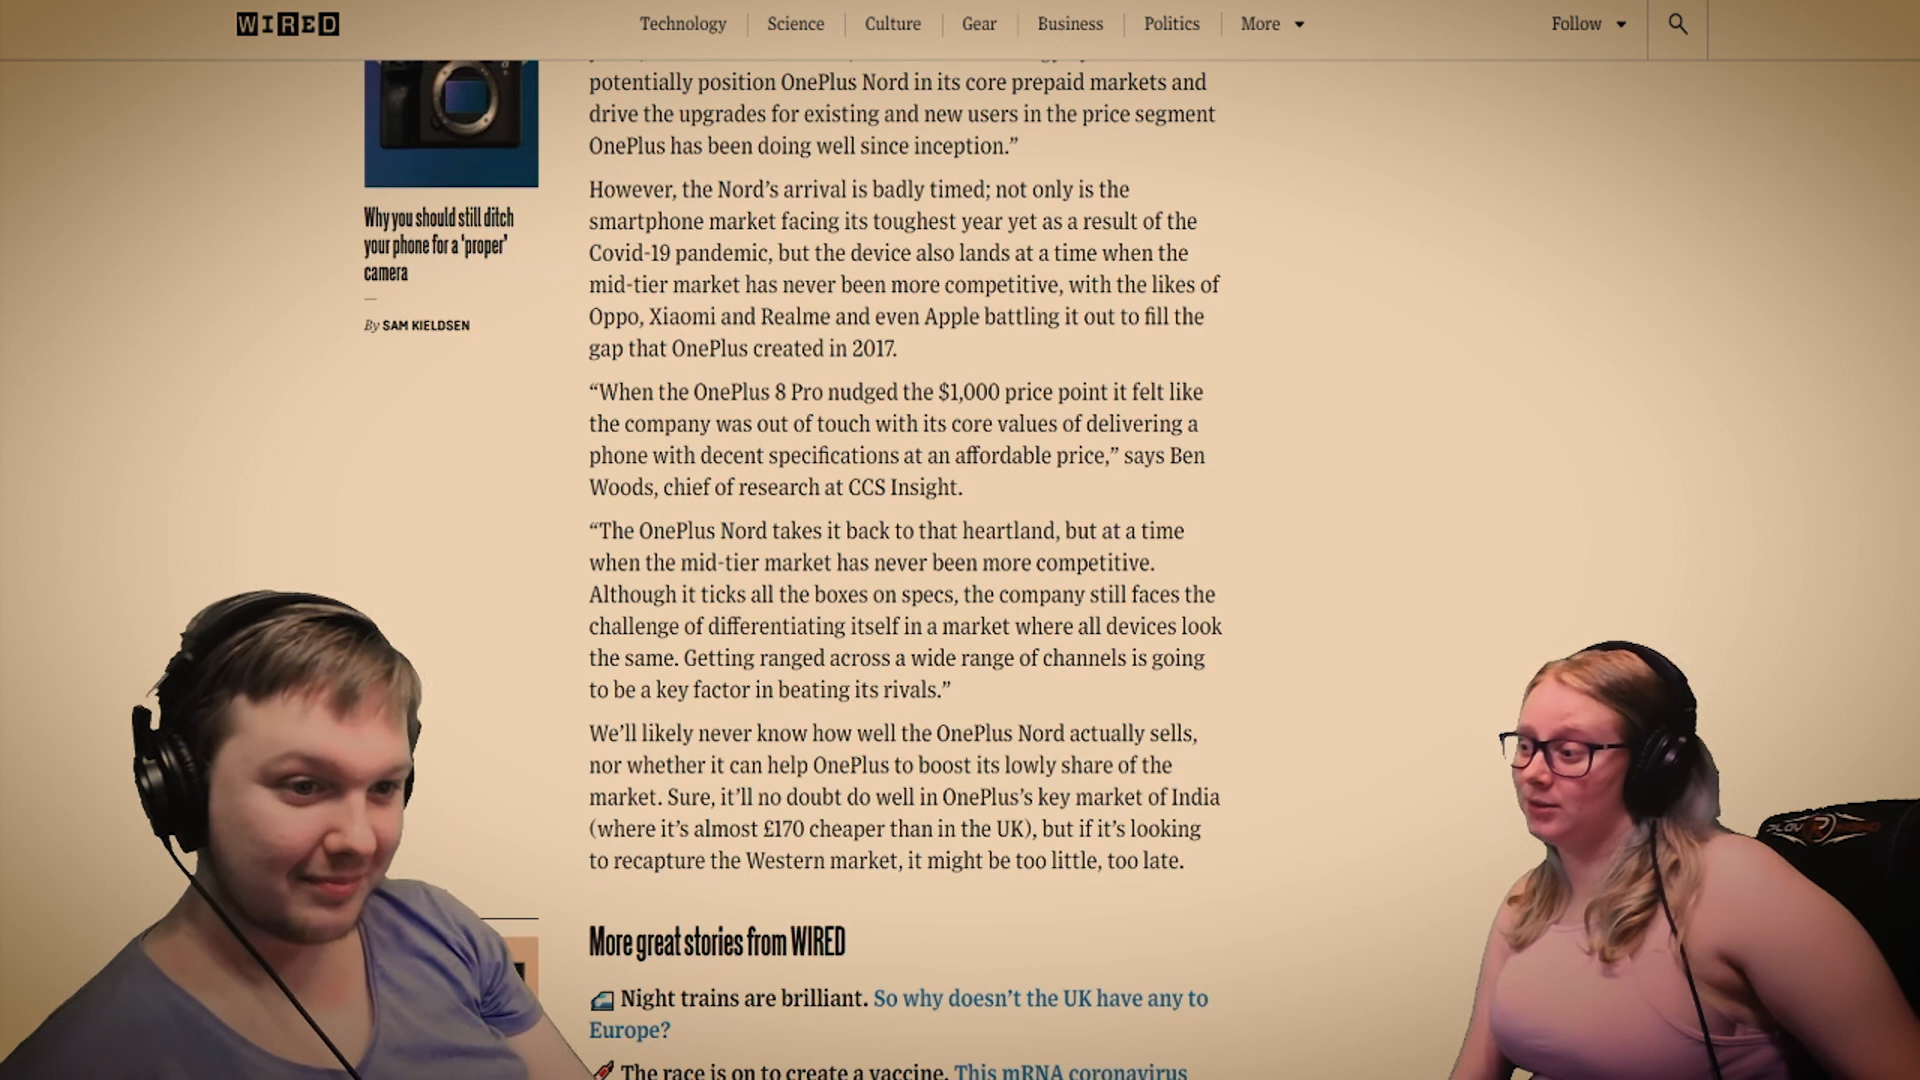 WIRED
Technology
Science
Culture
Gear
Business
Politics
More
Follow
potentially position OnePlus Nord in its core prepaid markets and
drive the upgrades for existing and new users in the price segment
OnePlus has been doing well since inception.”
Why you should still ditch
your phone for a ‘proper’
camera
By SAM KIELDSEN
However, the Nord’s arrival is badly timed; not only is the
smartphone market facing its toughest year yet as a result of the
Covid-19 pandemic, but the device also lands at a time when the
mid-tier market has never been more competitive, with the likes of
Oppo, Xiaomi and Realme and even Apple battling it out to fill the
gap that OnePlus created in 2017.
“When the OnePlus 8 Pro nudged the $1,000 price point it felt like
the company was out of touch with its core values of delivering a
phone with decent specifications at an affordable price,” says Ben
Woods, chief of research at CCS Insight.
“The OnePlus Nord takes it back to that heartland, but at a time
when the mid-tier market has never been more competitive.
Although it ticks all the boxes on specs, the company still faces the
challenge of differentiating itself in a market where all devices look
the same. Getting ranged across a wide range of channels is going
to be a key factor in beating its rivals.”
We’ll likely never know how well the OnePlus Nord actually sells,
nor whether it can help OnePlus to boost its lowly share of the
market. Sure, it’ll no doubt do well in OnePlus’s key market of India
(where it’s almost £170 cheaper than in the UK), but if it’s looking
to recapture the Western market, it might be too little, too late.
More great stories from WIRED
Night trains are brilliant. So why doesn’t the UK have any to
Europe?
The race is on to create a vaccine. This mRNA coronavirus